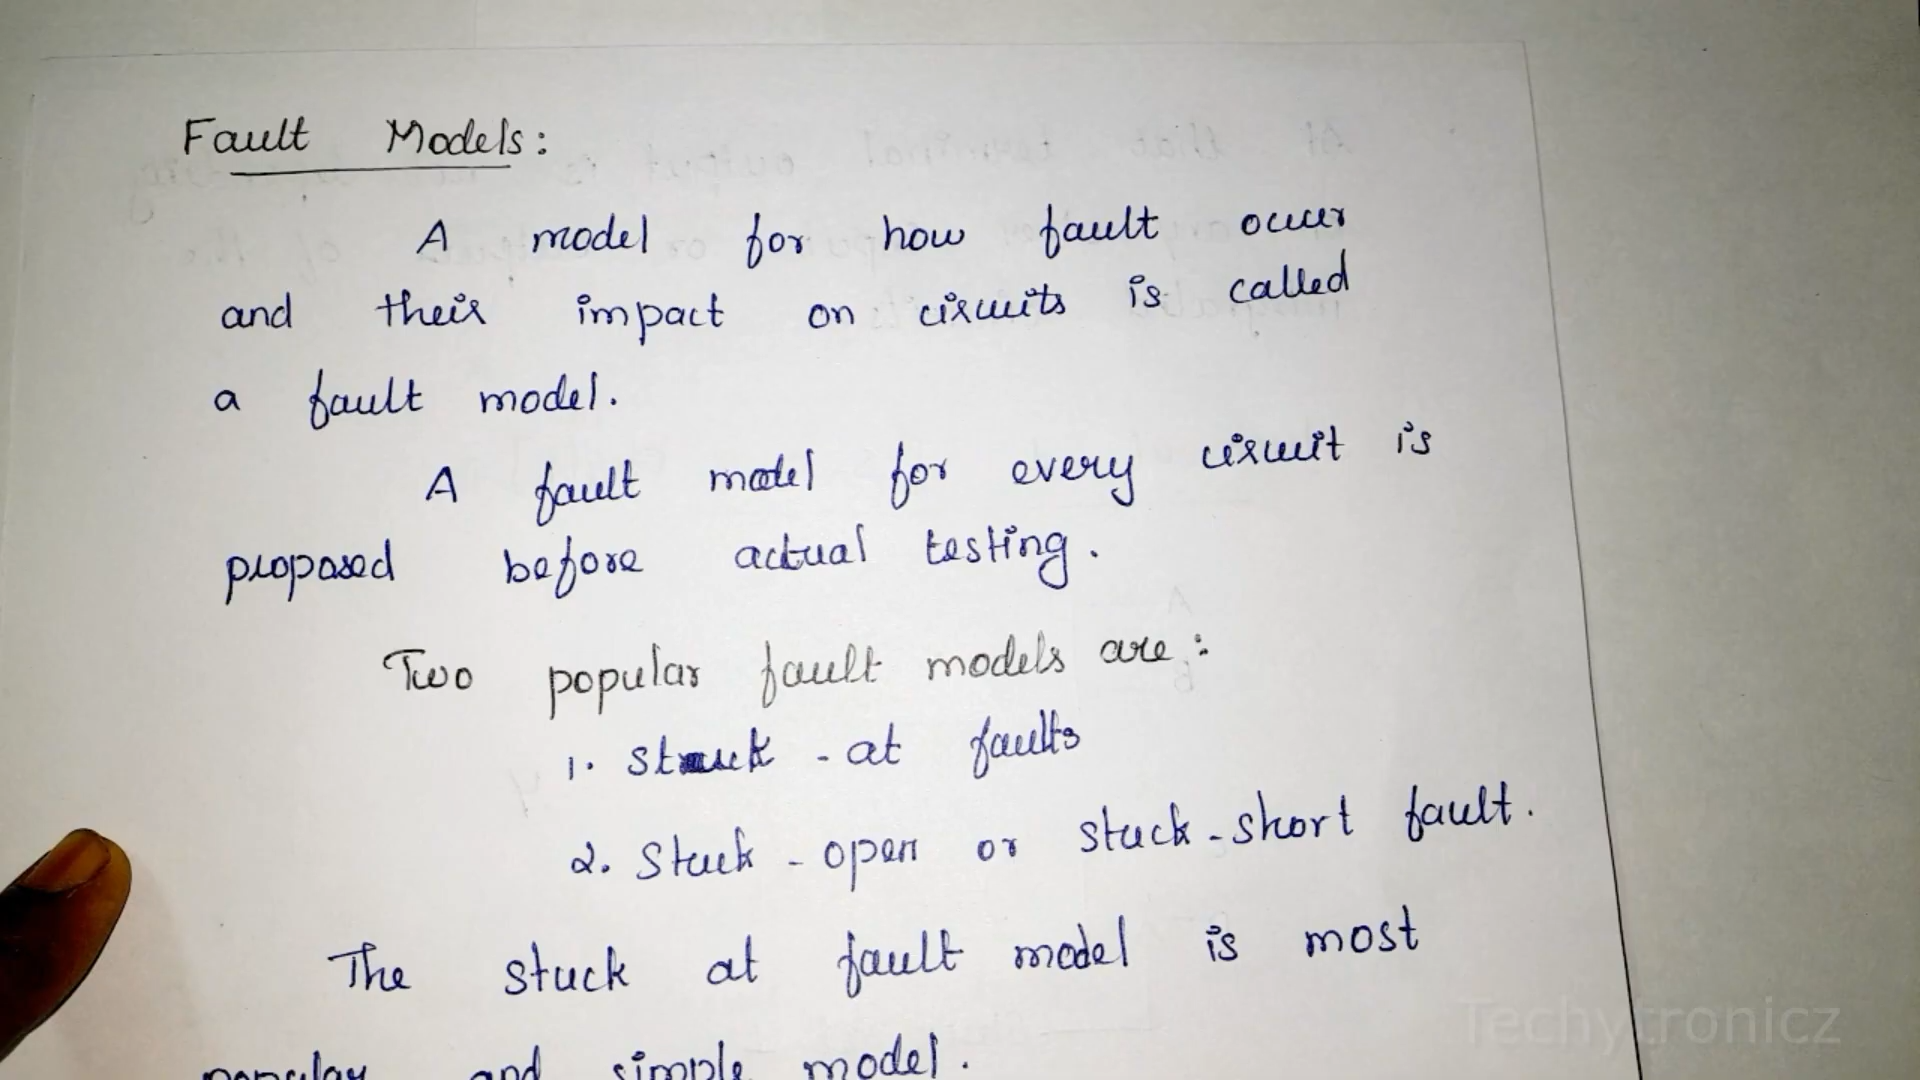 Fault Models:
A model for how fault occur
and their impact on circuits is called
a fault model.
A fault model for every circuit is
proposed before actual testing.
Two popular fault models are:
1. Stuck-at faults
2. Stuck-open or stuck-short fault.
The stuck at fault model is most
popular and simple model.
Techytronicz